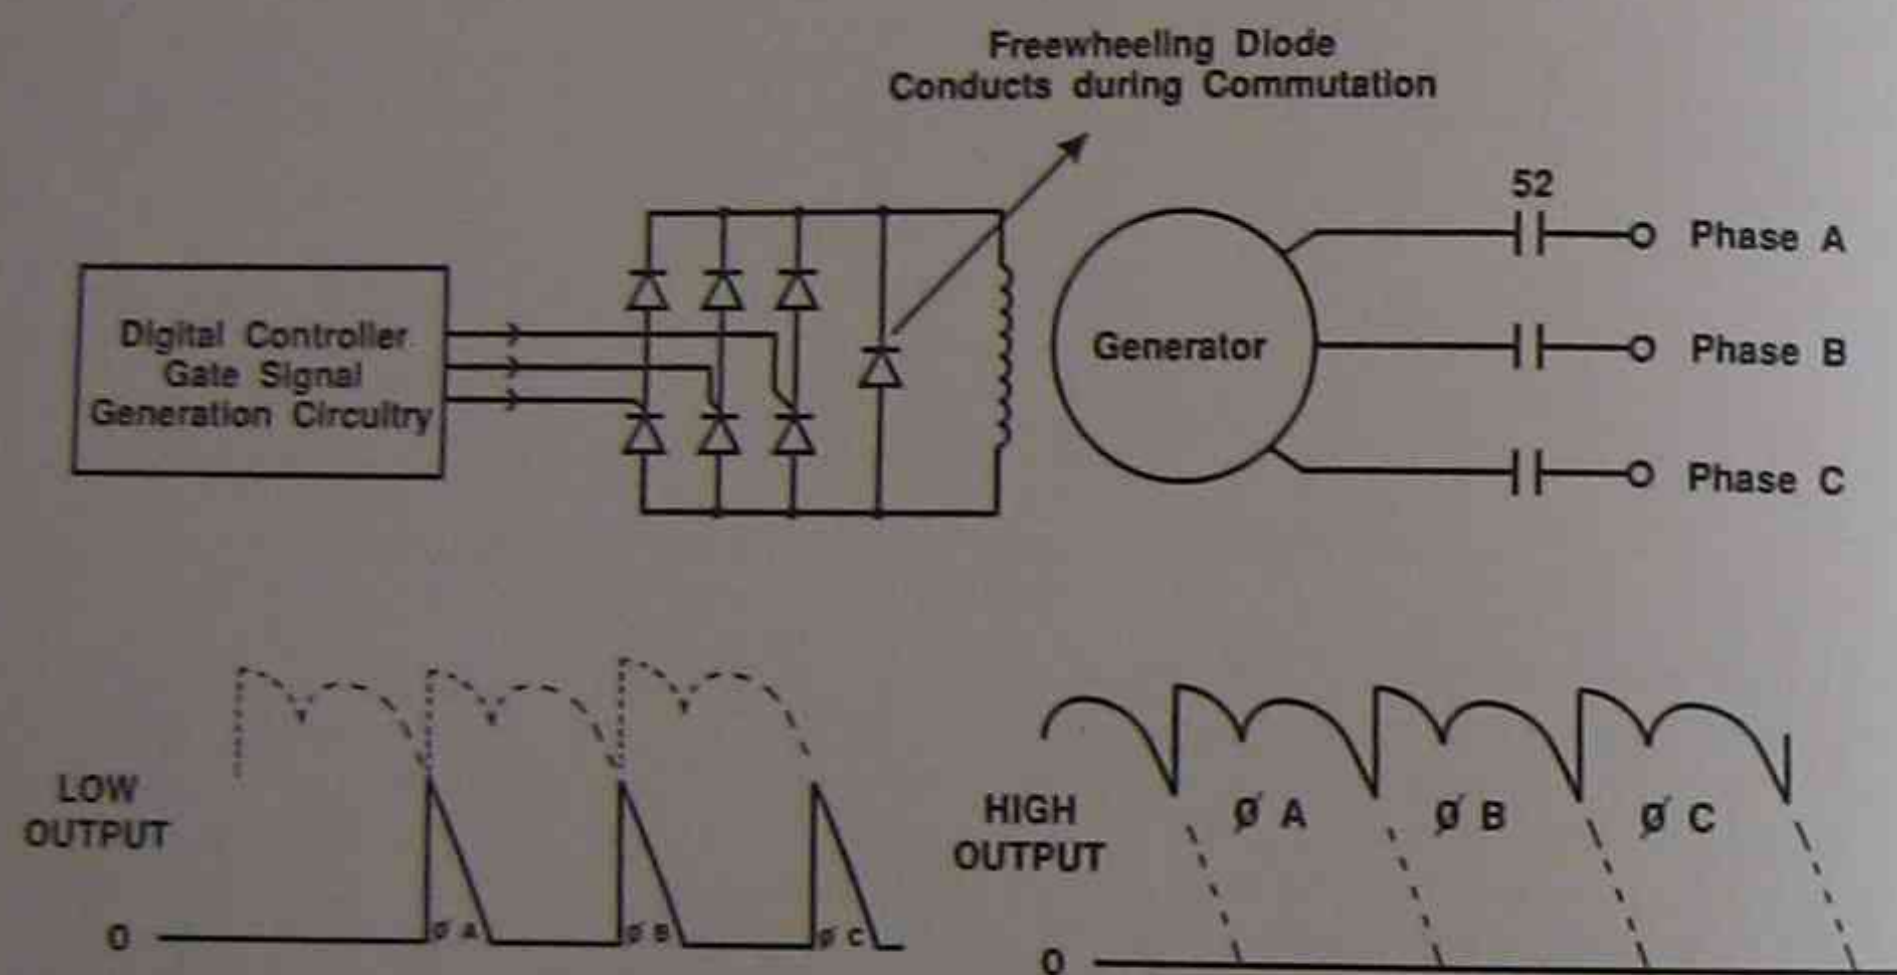 Freewheeling Diode
Conducts during Commutation
52
Phase A
Digital Controller
Gate Signal
Generation Circuitry
Generator
Phase B
Phase C
LOW
OUTPUT
0
Ø A
Ø B
Ø C
HIGH
OUTPUT
Ø A
Ø B
Ø C
0